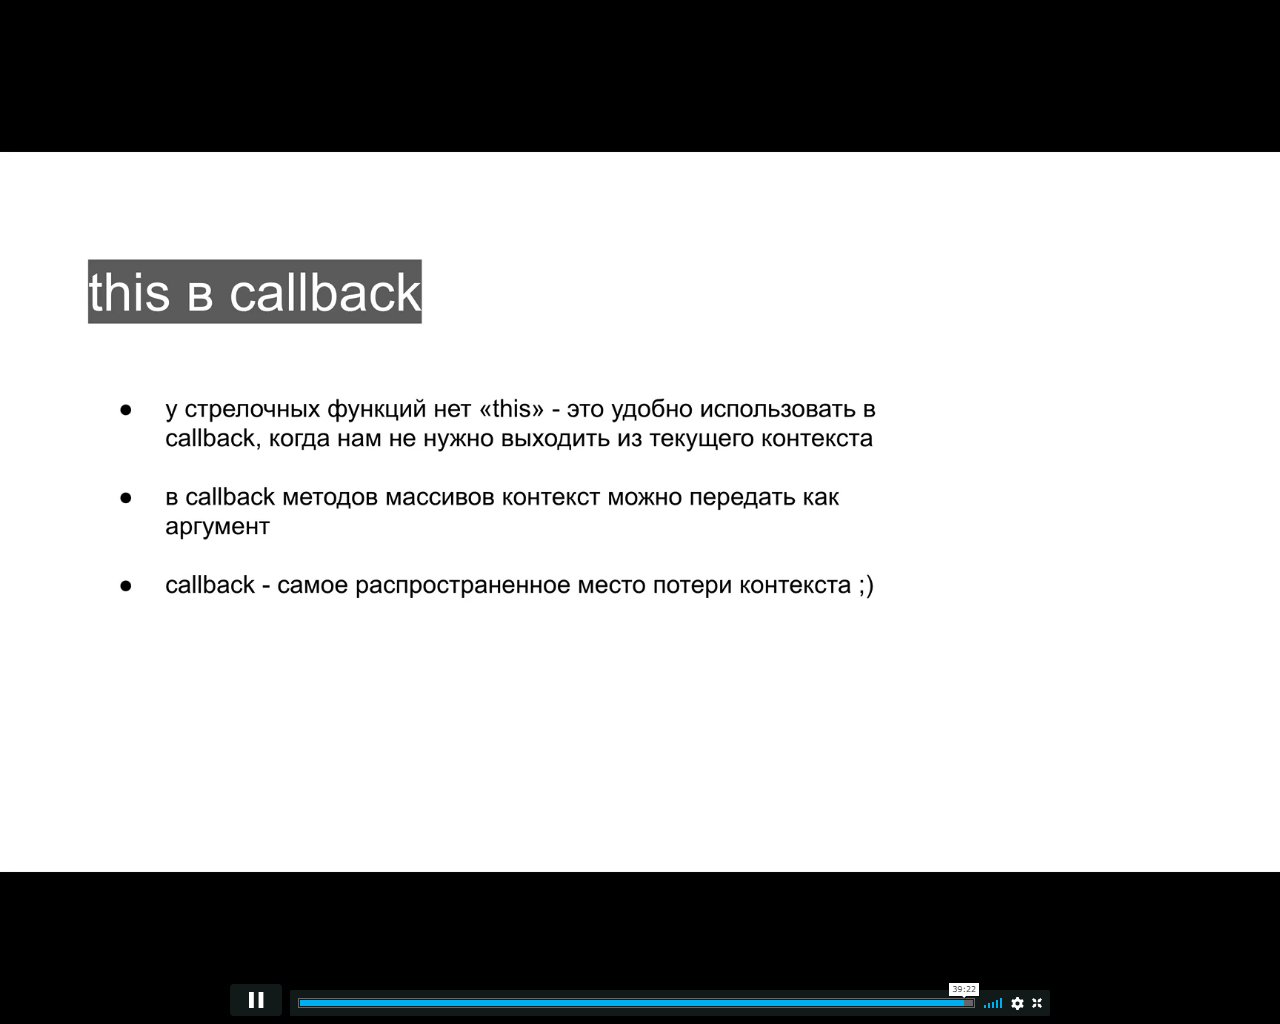 this в callback
● у стрелочных функций нет «this» - это удобно использовать в
callback, когда нам не нужно выходить из текущего контекста
● в callback методов массивов контекст можно передать как
аргумент
● callback - самое распространенное место потери контекста ;)
39:22